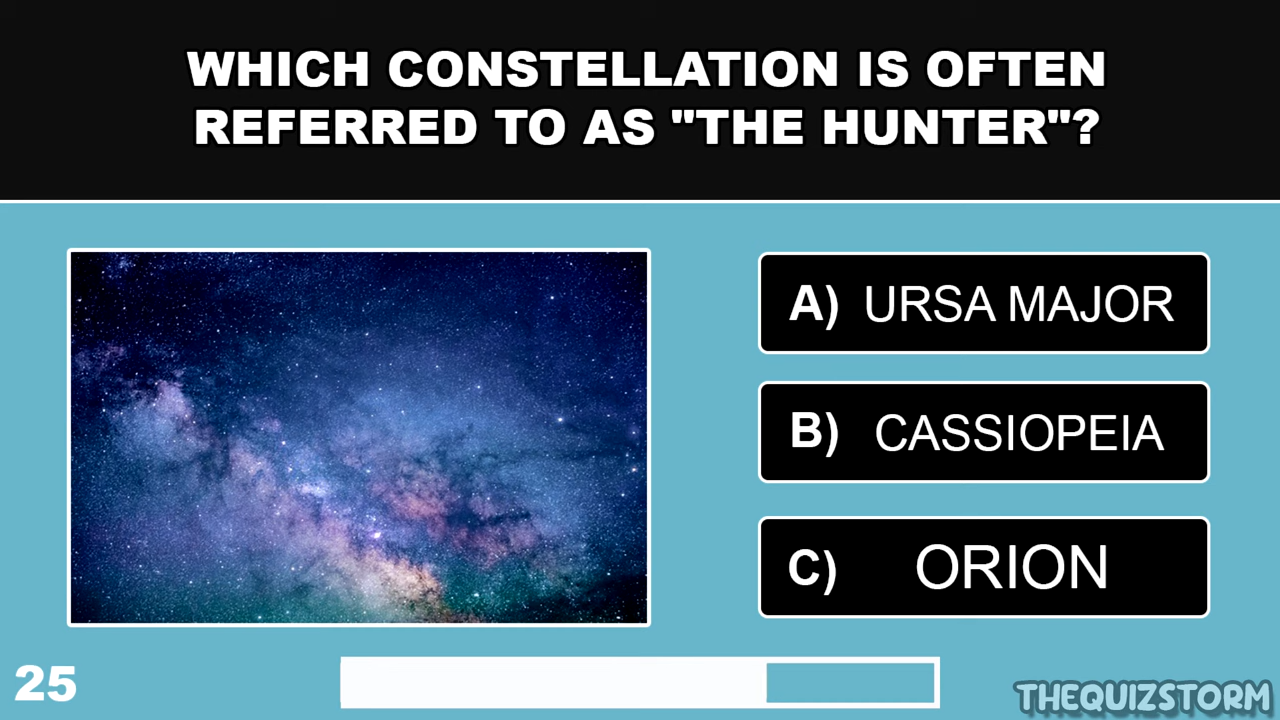 WHICH CONSTELLATION IS OFTEN
REFERRED TO AS "THE HUNTER"?
A) URSA MAJOR
B) CASSIOPEIA
C) ORION
25
THEQUIZSTORM